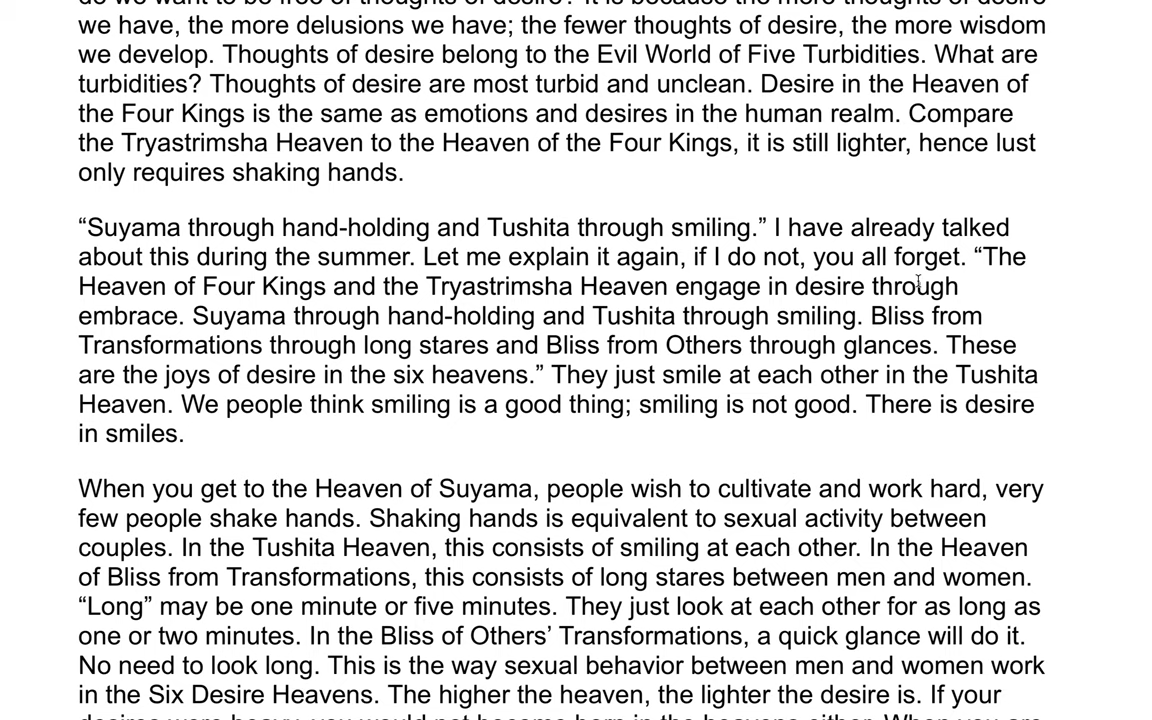 do we want to be free of thoughts of desire? It is because the more thoughts of desire
we have, the more delusions we have; the fewer thoughts of desire, the more wisdom
we develop. Thoughts of desire belong to the Evil World of Five Turbidities. What are
turbidities? Thoughts of desire are most turbid and unclean. Desire in the Heaven of
the Four Kings is the same as emotions and desires in the human realm. Compare
the Tryastrimsha Heaven to the Heaven of the Four Kings, it is still lighter, hence lust
only requires shaking hands.
“Suyama through hand-holding and Tushita through smiling.” I have already talked
about this during the summer. Let me explain it again, if I do not, you all forget. “The
Heaven of Four Kings and the Tryastrimsha Heaven engage in desire through
embrace. Suyama through hand-holding and Tushita through smiling. Bliss from
Transformations through long stares and Bliss from Others through glances. These
are the joys of desire in the six heavens.” They just smile at each other in the Tushita
Heaven. We people think smiling is a good thing; smiling is not good. There is desire
in smiles.
When you get to the Heaven of Suyama, people wish to cultivate and work hard, very
few people shake hands. Shaking hands is equivalent to sexual activity between
couples. In the Tushita Heaven, this consists of smiling at each other. In the Heaven
of Bliss from Transformations, this consists of long stares between men and women.
“Long” may be one minute or five minutes. They just look at each other for as long as
one or two minutes. In the Bliss of Others’ Transformations, a quick glance will do it.
No need to look long. This is the way sexual behavior between men and women work
in the Six Desire Heavens. The higher the heaven, the lighter the desire is. If your